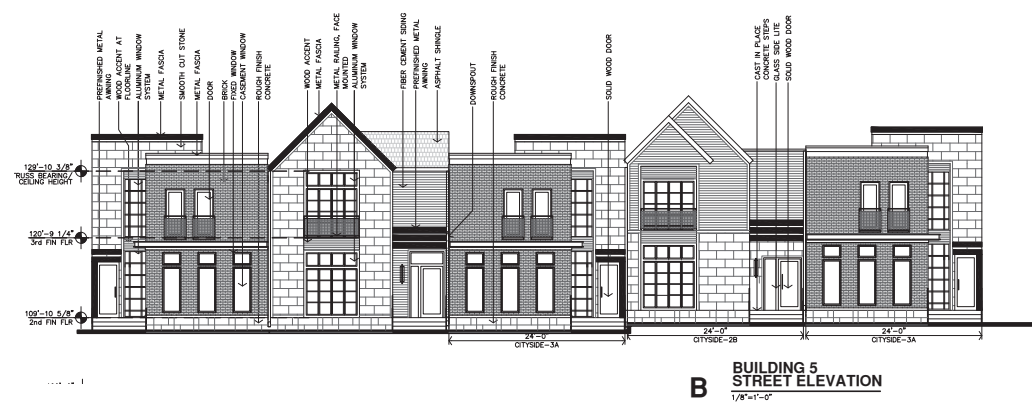 PREFINISHED METAL
AWNING
WOOD ACCENT AT
FLOORLINE
ALUMINUM WINDOW
SYSTEM
METAL FASCIA
SMOOTH CUT STONE
METAL FASCIA
DOOR
BRICK
FIXED WINDOW
CASEMENT WINDOW
ROUGH FINISH
CONCRETE
WOOD ACCENT
METAL FASCIA
METAL RAILING, FACE
MOUNTED
ALUMINUM WINDOW
SYSTEM
FIBER CEMENT SIDING
PREFINISHED METAL
AWNING
ASPHALT SHINGLE
DOWNSPOUT
ROUGH FINISH
CONCRETE
SOLID WOOD DOOR
CAST IN PLACE
CONCRETE STEPS
GLASS SIDE LITE
SOLID WOOD DOOR
129'-10 3/8"
TRUSS BEARING/
CEILING HEIGHT
120'-9 1/4"
3rd FIN FLR
109'-10 5/8"
2nd FIN FLR
24'-0" 24'-0" 24'-0"
CITYSIDE-3A CITYSIDE-2B CITYSIDE-3A
B
BUILDING 5
STREET ELEVATION
1/8"=1'-0"